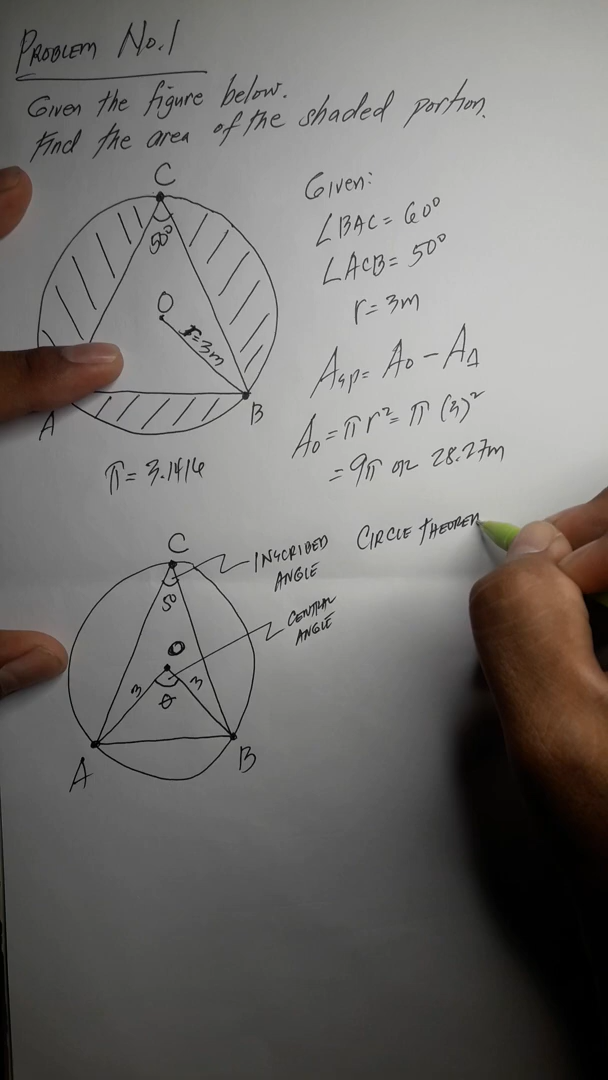 PROBLEM No.1
Given the figure below.
Find the area of the shaded portion.
C
50°
O
r=3m
A
B
π = 3.1416
Given:
∠BAC = 60°
∠ACB = 50°
r = 3m
Asp = Ao - A△
Ao = πr² = π (3)²
= 9π or 28.27m
C
50
INSCRIBED
ANGLE
CIRCLE THEOREM
CENTRAL
ANGLE
O
3
θ
3
A
B